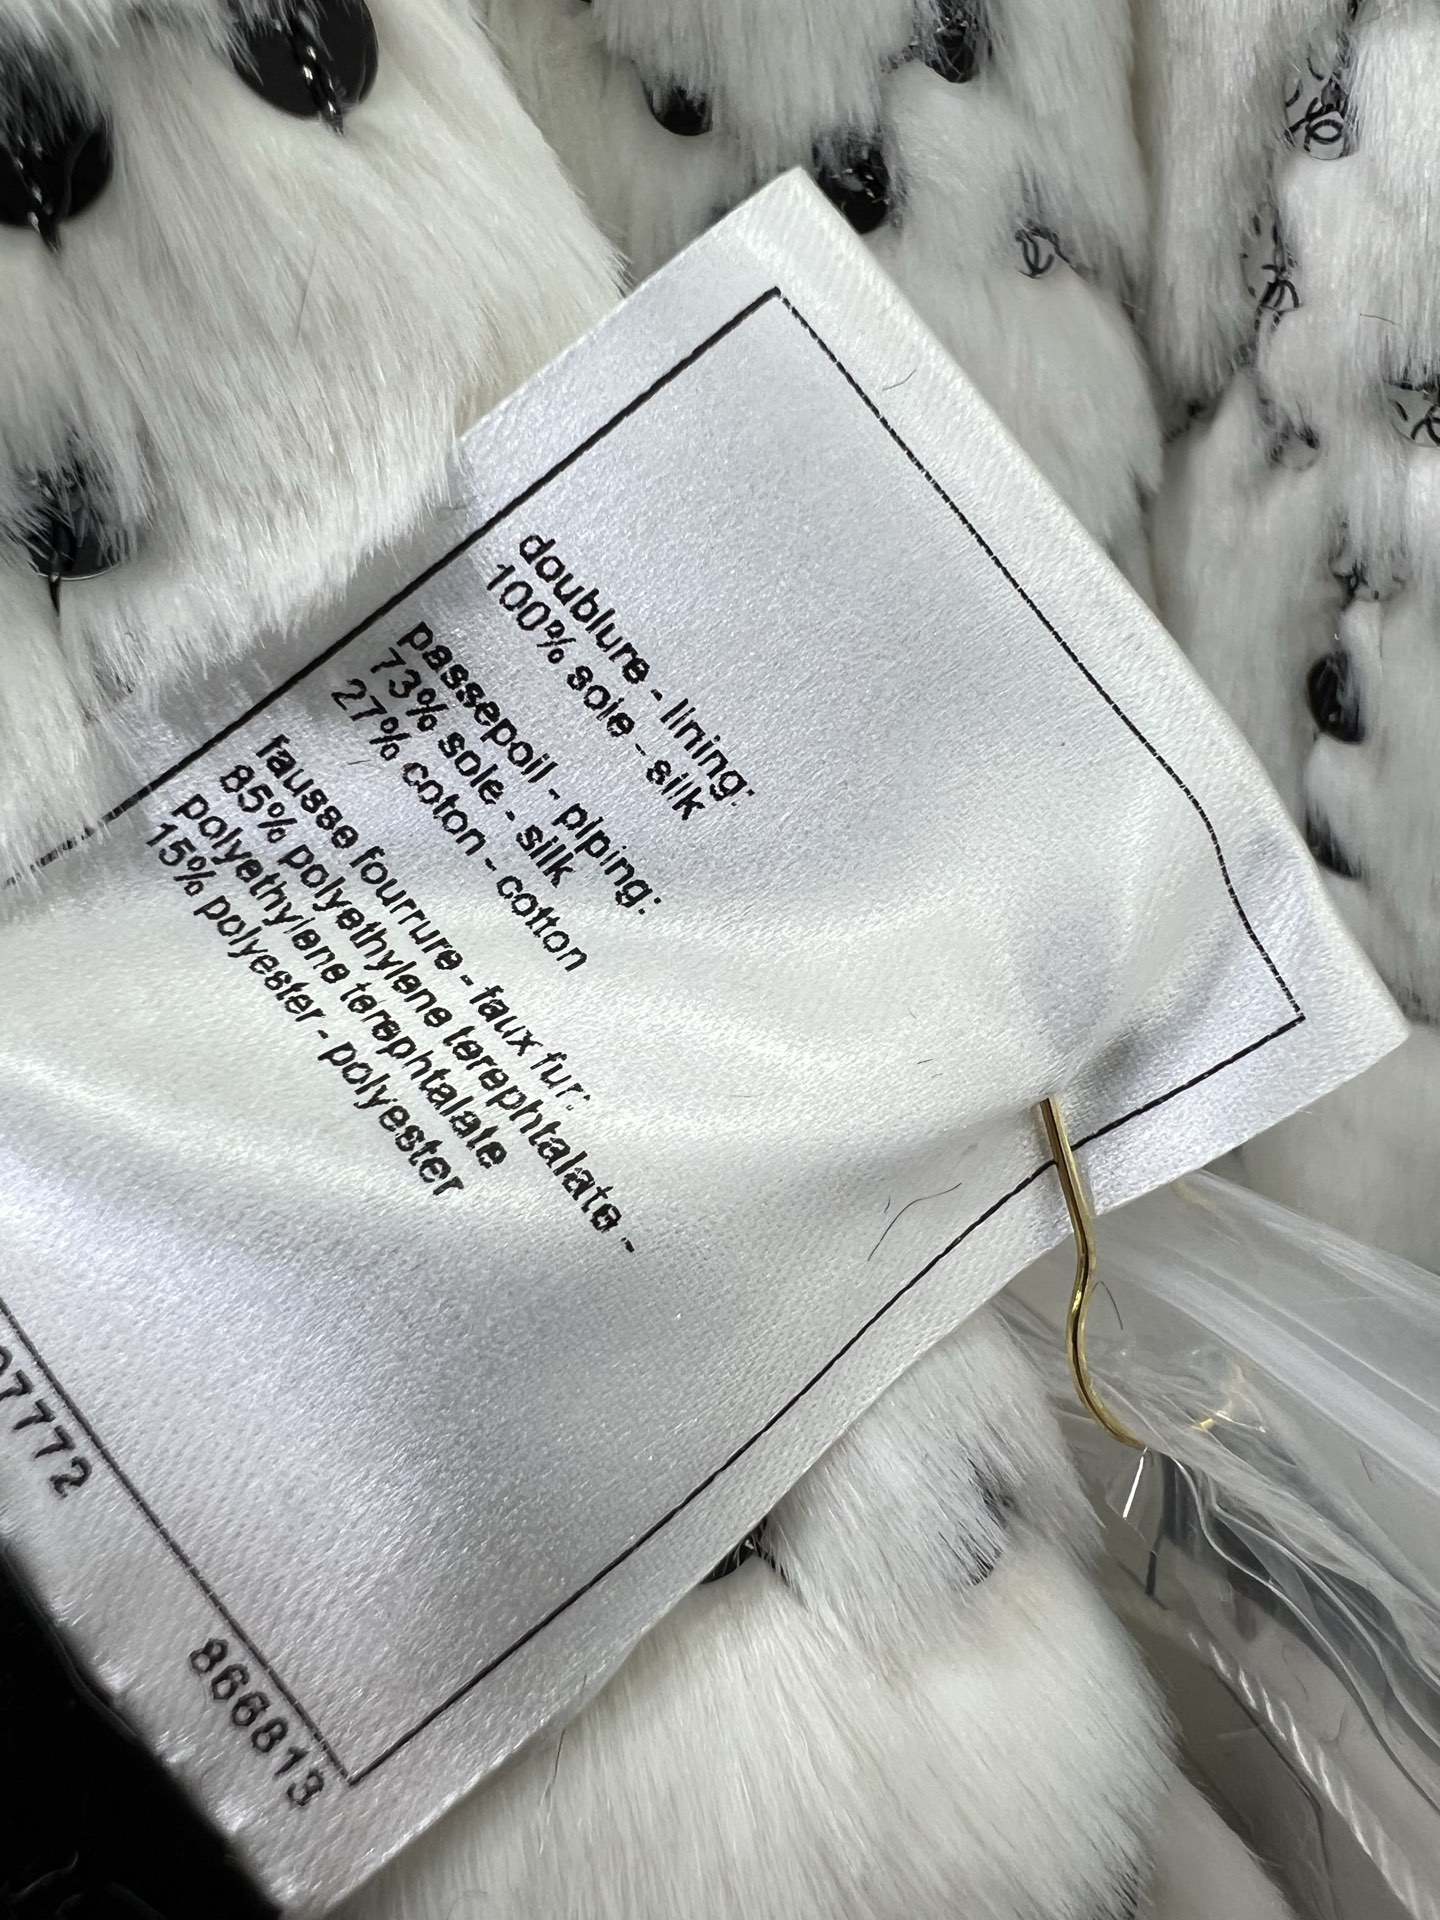 doublure - lining:
100% soie - silk
passepoil - piping:
73% soie - silk
27% coton - cotton
fausse fourrure - faux fur:
85% polyethylene terephtalate -
polyethylene terephtalate
15% polyester - polyester
07772
866813